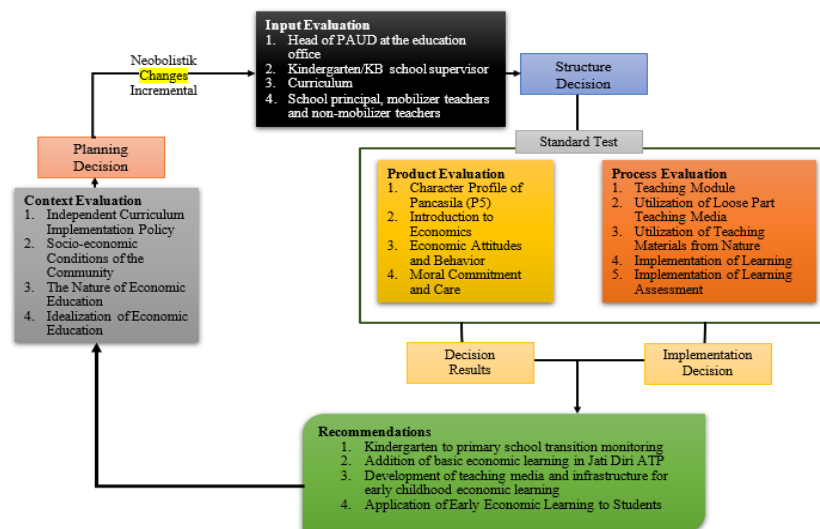 Neobolistik
Changes
Incremental
Input Evaluation
1. Head of PAUD at the education
office
2. Kindergarten/KB school supervisor
3. Curriculum
4. School principal, mobilizer teachers
and non-mobilizer teachers
Structure
Decision
Planning
Decision
Standard Test
Context Evaluation
1. Independent Curriculum
Implementation Policy
2. Socio-economic
Conditions of the
Community
3. The Nature of Economic
Education
4. Idealization of Economic
Education
Product Evaluation
1. Character Profile of
Pancasila (P5)
2. Introduction to
Economics
3. Economic Attitudes and
Behavior
4. Moral Commitment
and Care
Process Evaluation
1. Teaching Module
2. Utilization of Loose Part
Teaching Media
3. Utilization of Teaching
Materials from Nature
4. Implementation of Learning
5. Implementation of Learning
Assessment
Decision
Results
Implementation
Decision
Recommendations
1. Kindergarten to primary school transition monitoring
2. Addition of basic economic learning in Jati Diri ATP
3. Development of teaching media and infrastructure for
early childhood economic learning
4. Application of Early Economic Learning to Students